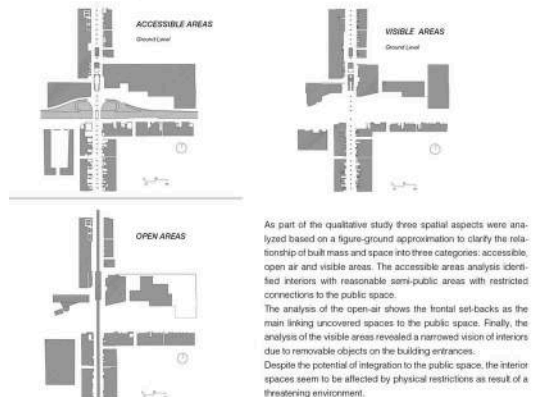 ACCESSIBLE AREAS
Ground Level
VISIBLE AREAS
Ground Level
OPEN AREAS
As part of the qualitative study three spatial aspects were ana-
lyzed based on a figure-ground approximation to clarify the rela-
tionship of built mass and space into three categories: accessible,
open air and visible areas. The accessible areas analysis identi-
fied interiors with reasonable semi-public areas with restricted
connections to the public space.
The analysis of the open-air shows the frontal set-backs as the
main linking uncovered spaces to the public space. Finally, the
analysis of the visible areas revealed a narrowed vision of interiors
due to removable objects on the building entrances.
Despite the potential of integration to the public space, the interior
spaces seem to be affected by physical restrictions as result of a
threatening environment.